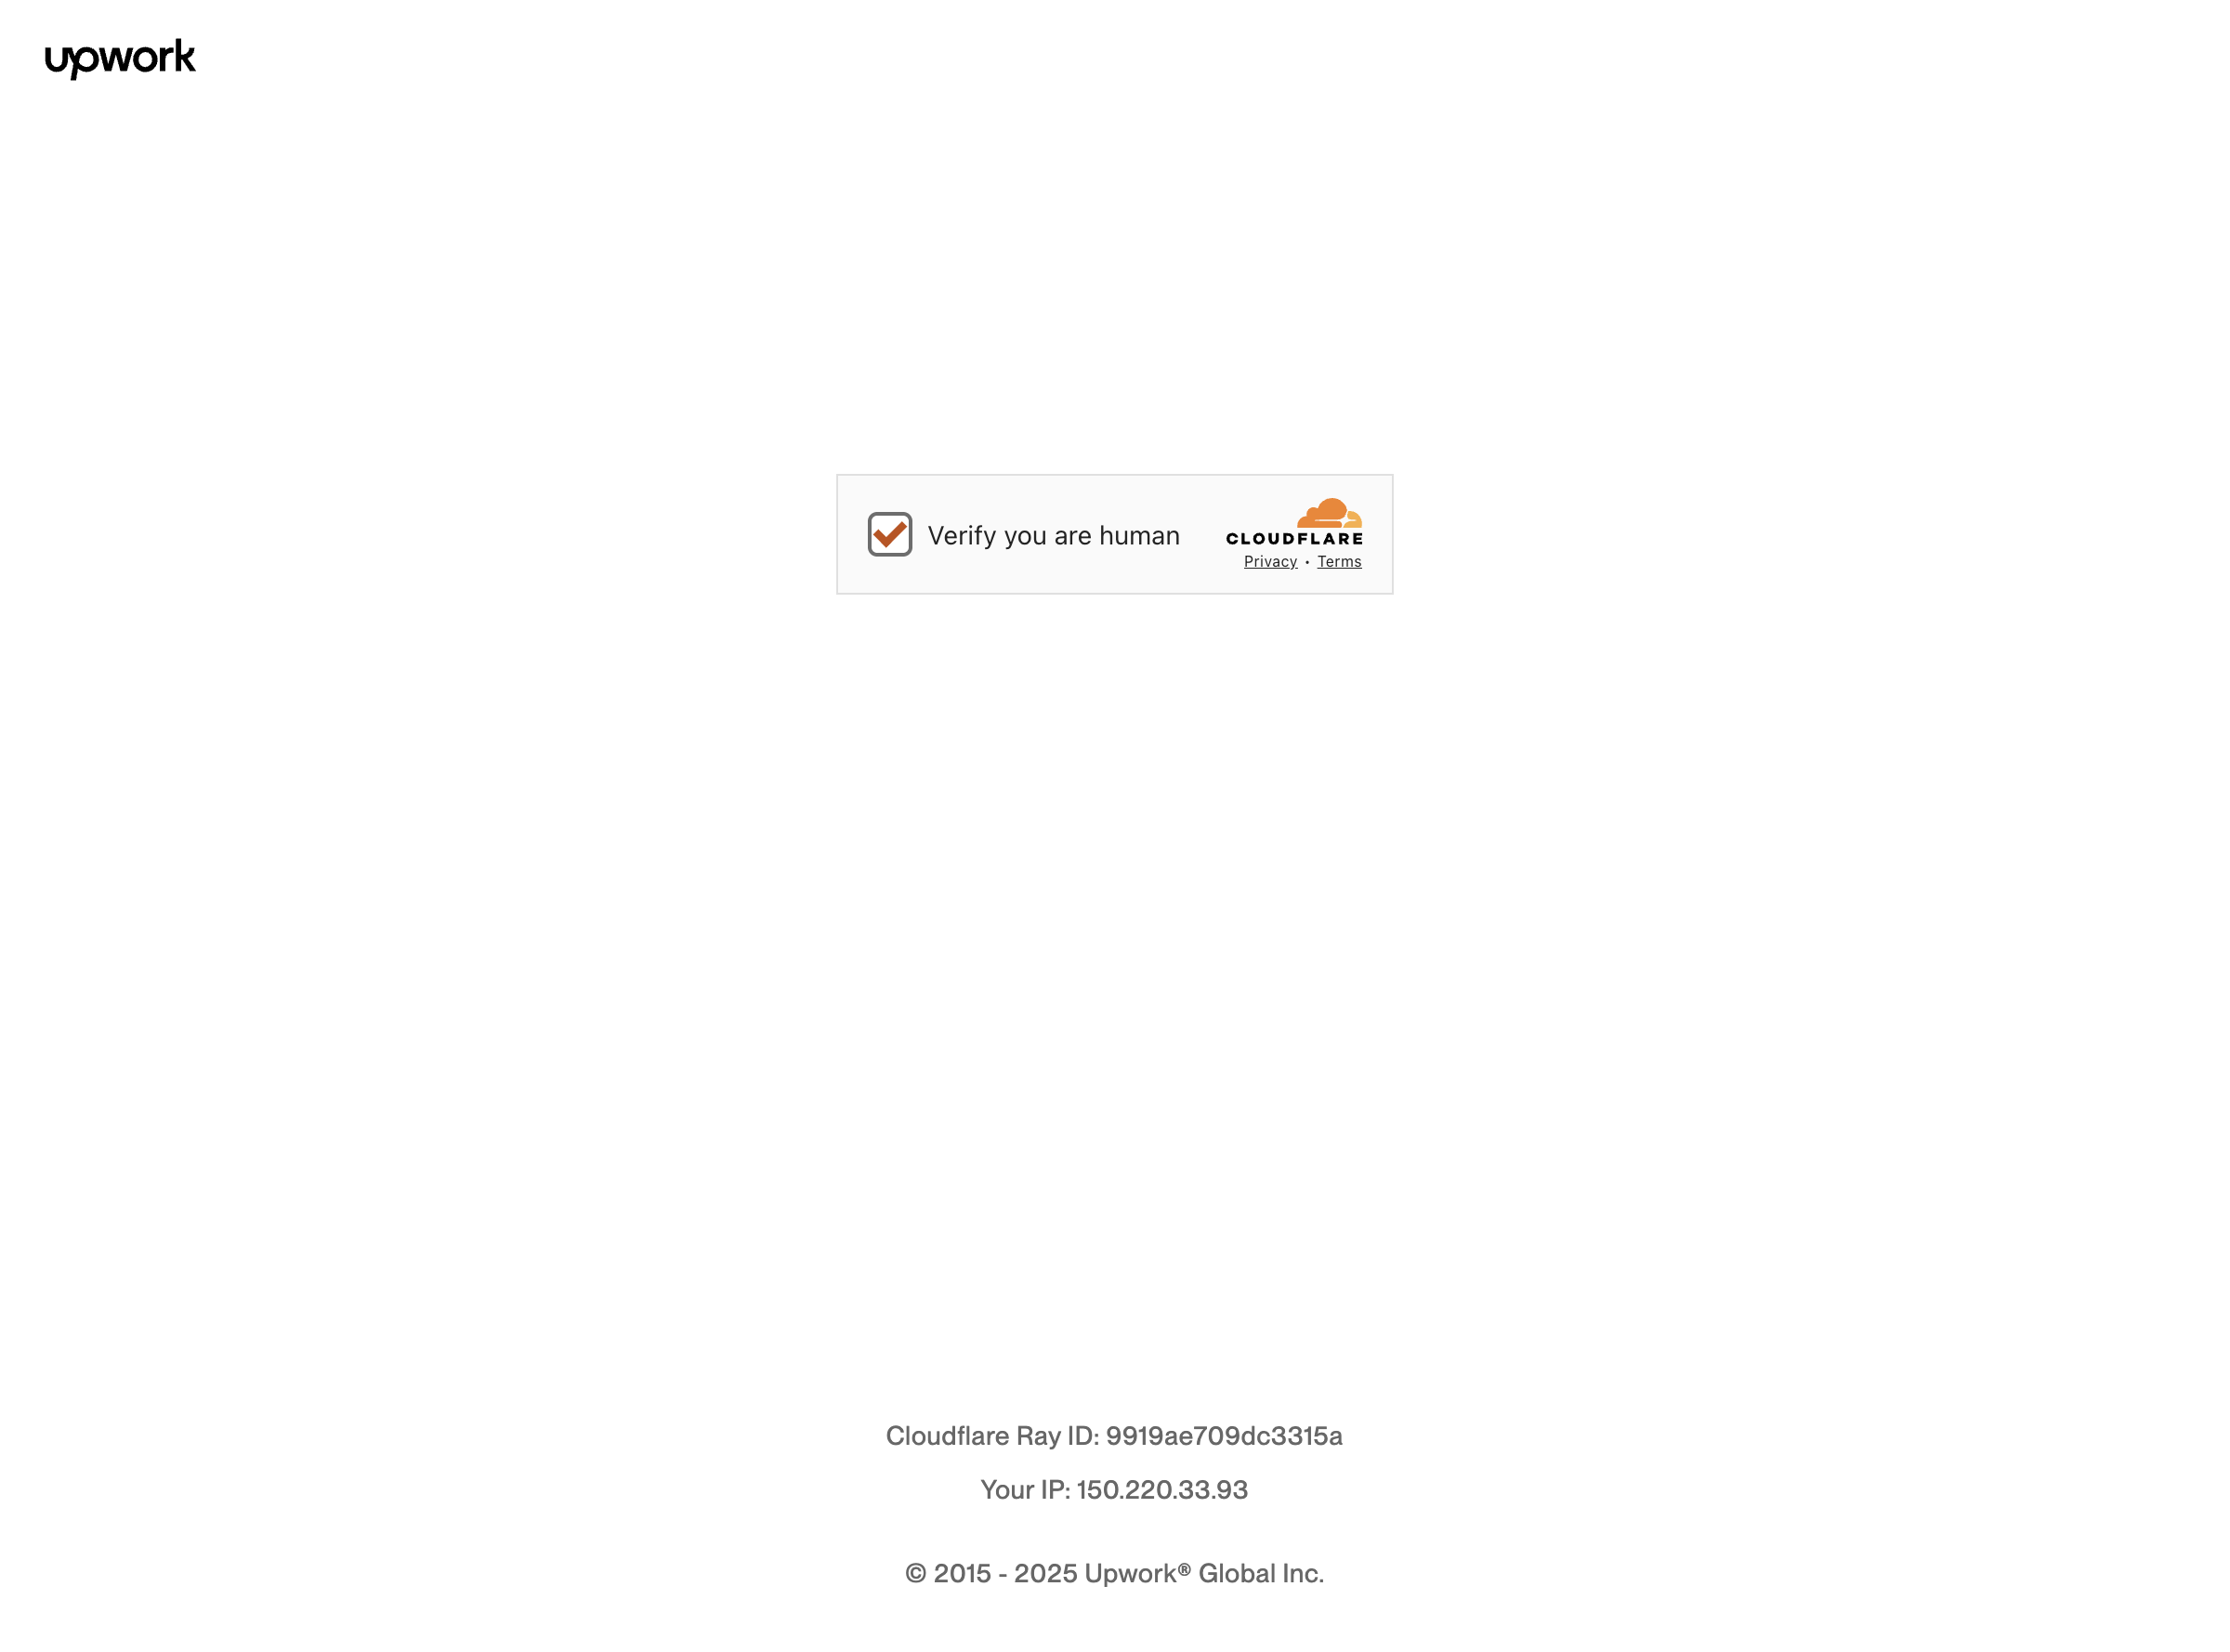 upwork
Verify you are human
CLOUDFLARE
Privacy • Terms
Cloudflare Ray ID: 9919ae709dc3315a
Your IP: 150.220.33.93
© 2015 - 2025 Upwork® Global Inc.